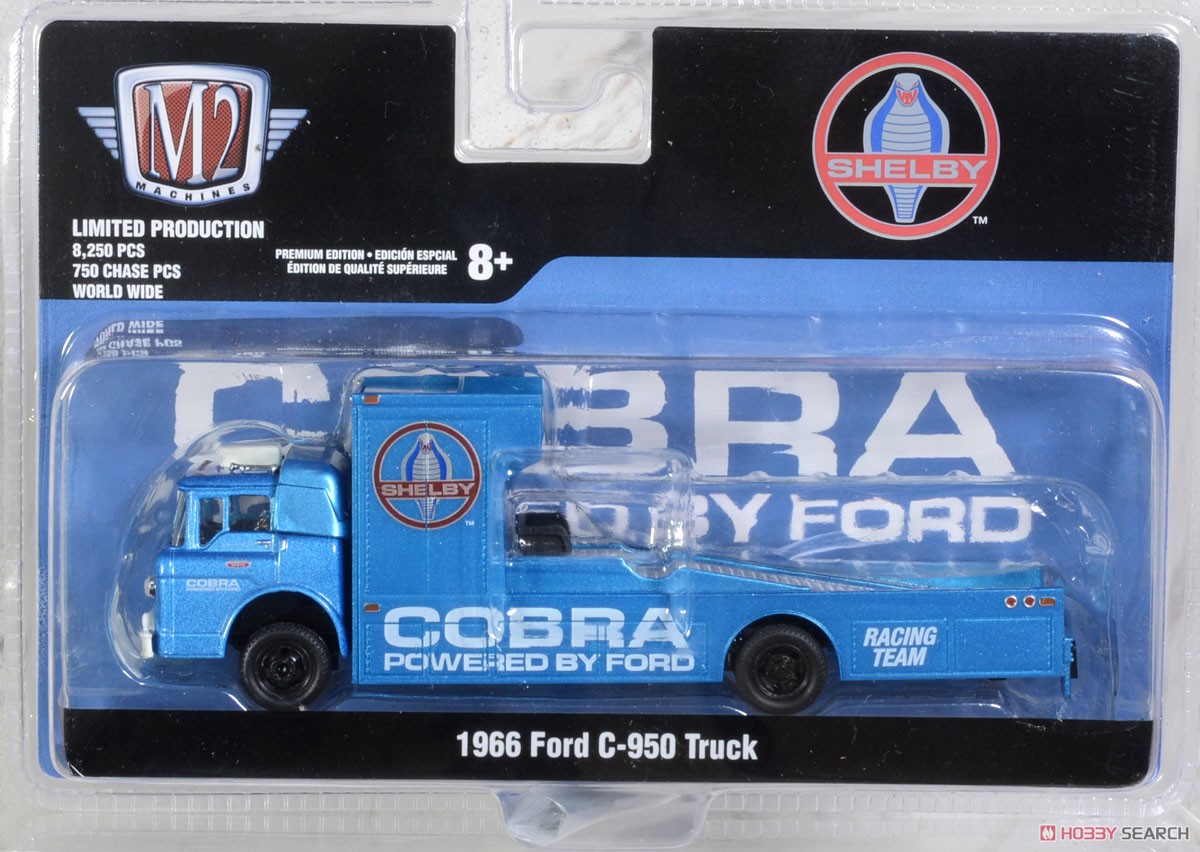 M2
MACHINES
SHELBY
TM
LIMITED PRODUCTION
8,250 PCS
750 CHASE PCS
WORLD WIDE
PREMIUM EDITION • EDICIÓN ESPCIAL
ÉDITION DE QUALITÉ SUPÉRIEURE
8+
BRA
BY FORD
SHELBY
TM
COBRA
POWERED BY FORD
COBRA
POWERED BY FORD
RACING
TEAM
1966 Ford C-950 Truck
HOBBY SEARCH